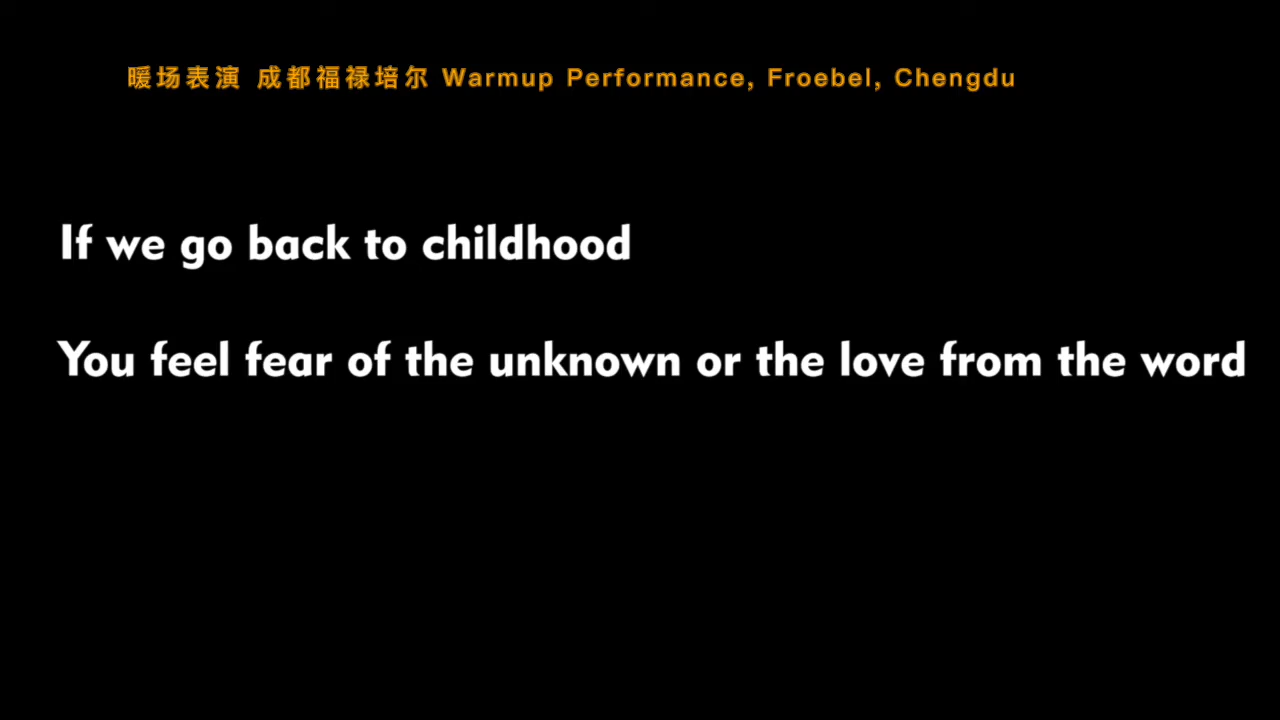 暖场表演 成都福禄培尔 Warmup Performance, Froebel, Chengdu
If we go back to childhood
You feel fear of the unknown or the love from the word